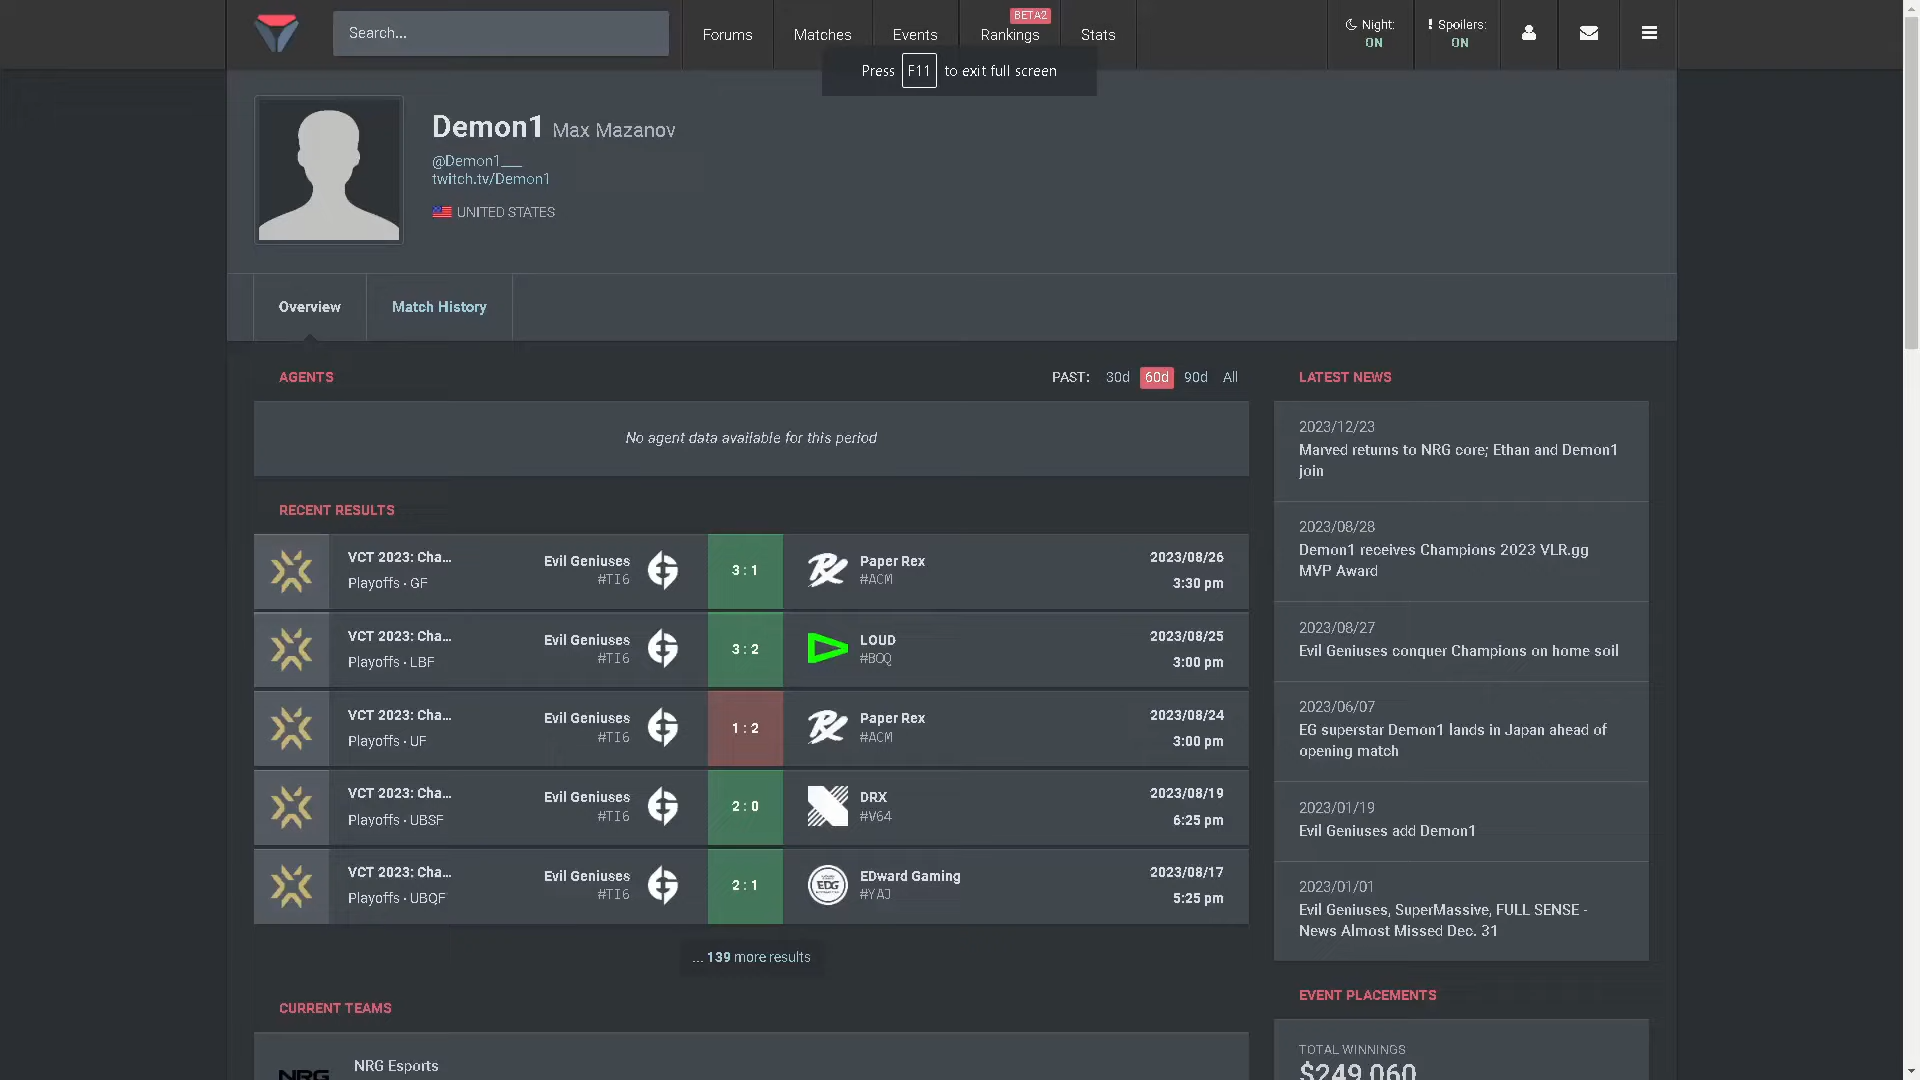 Search...
Forums
Matches
Events
BETA2
Rankings
Stats
Night:
ON
Spoilers:
ON
Press F11 to exit full screen
Demon1 Max Mazanov
@Demon1___
twitch.tv/Demon1
UNITED STATES
Overview
Match History
AGENTS
PAST: 30d 60d 90d All
No agent data available for this period
RECENT RESULTS
VCT 2023: Cha...
Playoffs · GF
Evil Geniuses
#TI6
3 : 1
Paper Rex
#ACM
2023/08/26
3:30 pm
VCT 2023: Cha...
Playoffs · LBF
Evil Geniuses
#TI6
3 : 2
LOUD
#BOQ
2023/08/25
3:00 pm
VCT 2023: Cha...
Playoffs · UF
Evil Geniuses
#TI6
1 : 2
Paper Rex
#ACM
2023/08/24
3:00 pm
VCT 2023: Cha...
Playoffs · UBSF
Evil Geniuses
#TI6
2 : 0
DRX
#V64
2023/08/19
6:25 pm
VCT 2023: Cha...
Playoffs · UBQF
Evil Geniuses
#TI6
2 : 1
EDG
EDward Gaming
#YAJ
2023/08/17
5:25 pm
... 139 more results
CURRENT TEAMS
NRG
NRG Esports
LATEST NEWS
2023/12/23
Marved returns to NRG core; Ethan and Demon1
join
2023/08/28
Demon1 receives Champions 2023 VLR.gg
MVP Award
2023/08/27
Evil Geniuses conquer Champions on home soil
2023/06/07
EG superstar Demon1 lands in Japan ahead of
opening match
2023/01/19
Evil Geniuses add Demon1
2023/01/01
Evil Geniuses, SuperMassive, FULL SENSE -
News Almost Missed Dec. 31
EVENT PLACEMENTS
TOTAL WINNINGS
$249,060